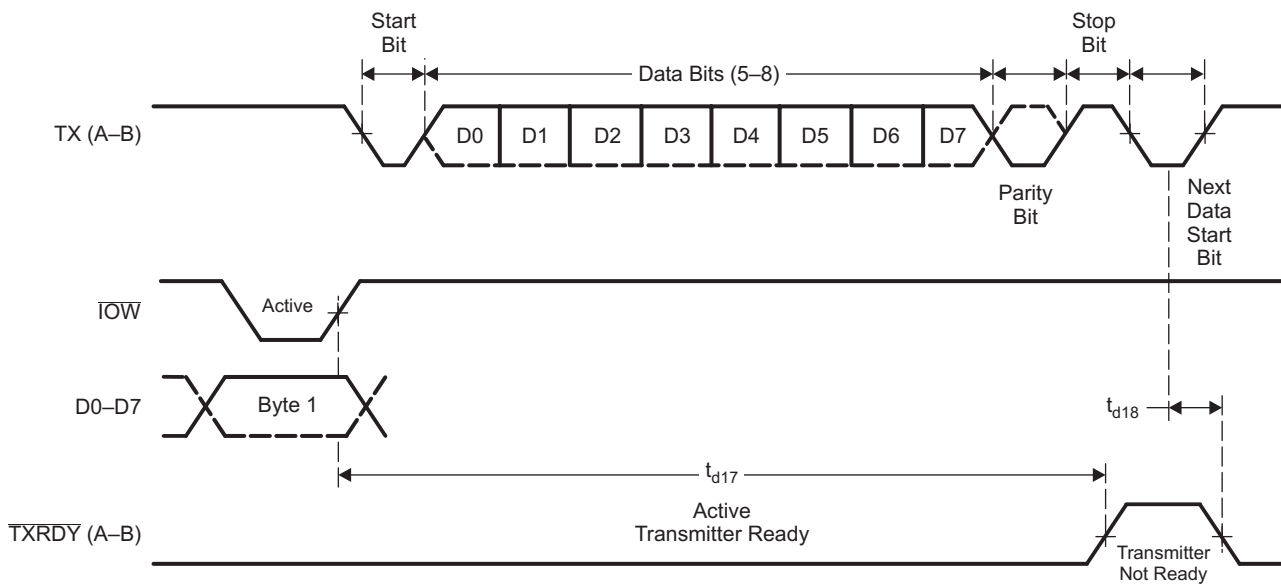 Start
Bit
Stop
Bit
Data Bits (5–8)
TX (A–B)
D0 D1 D2 D3 D4 D5 D6 D7
Parity
Bit
Next
Data
Start
Bit
IOW
Active
D0–D7
Byte 1
td18
td17
TXRDY (A–B)
Active
Transmitter Ready
Transmitter
Not Ready